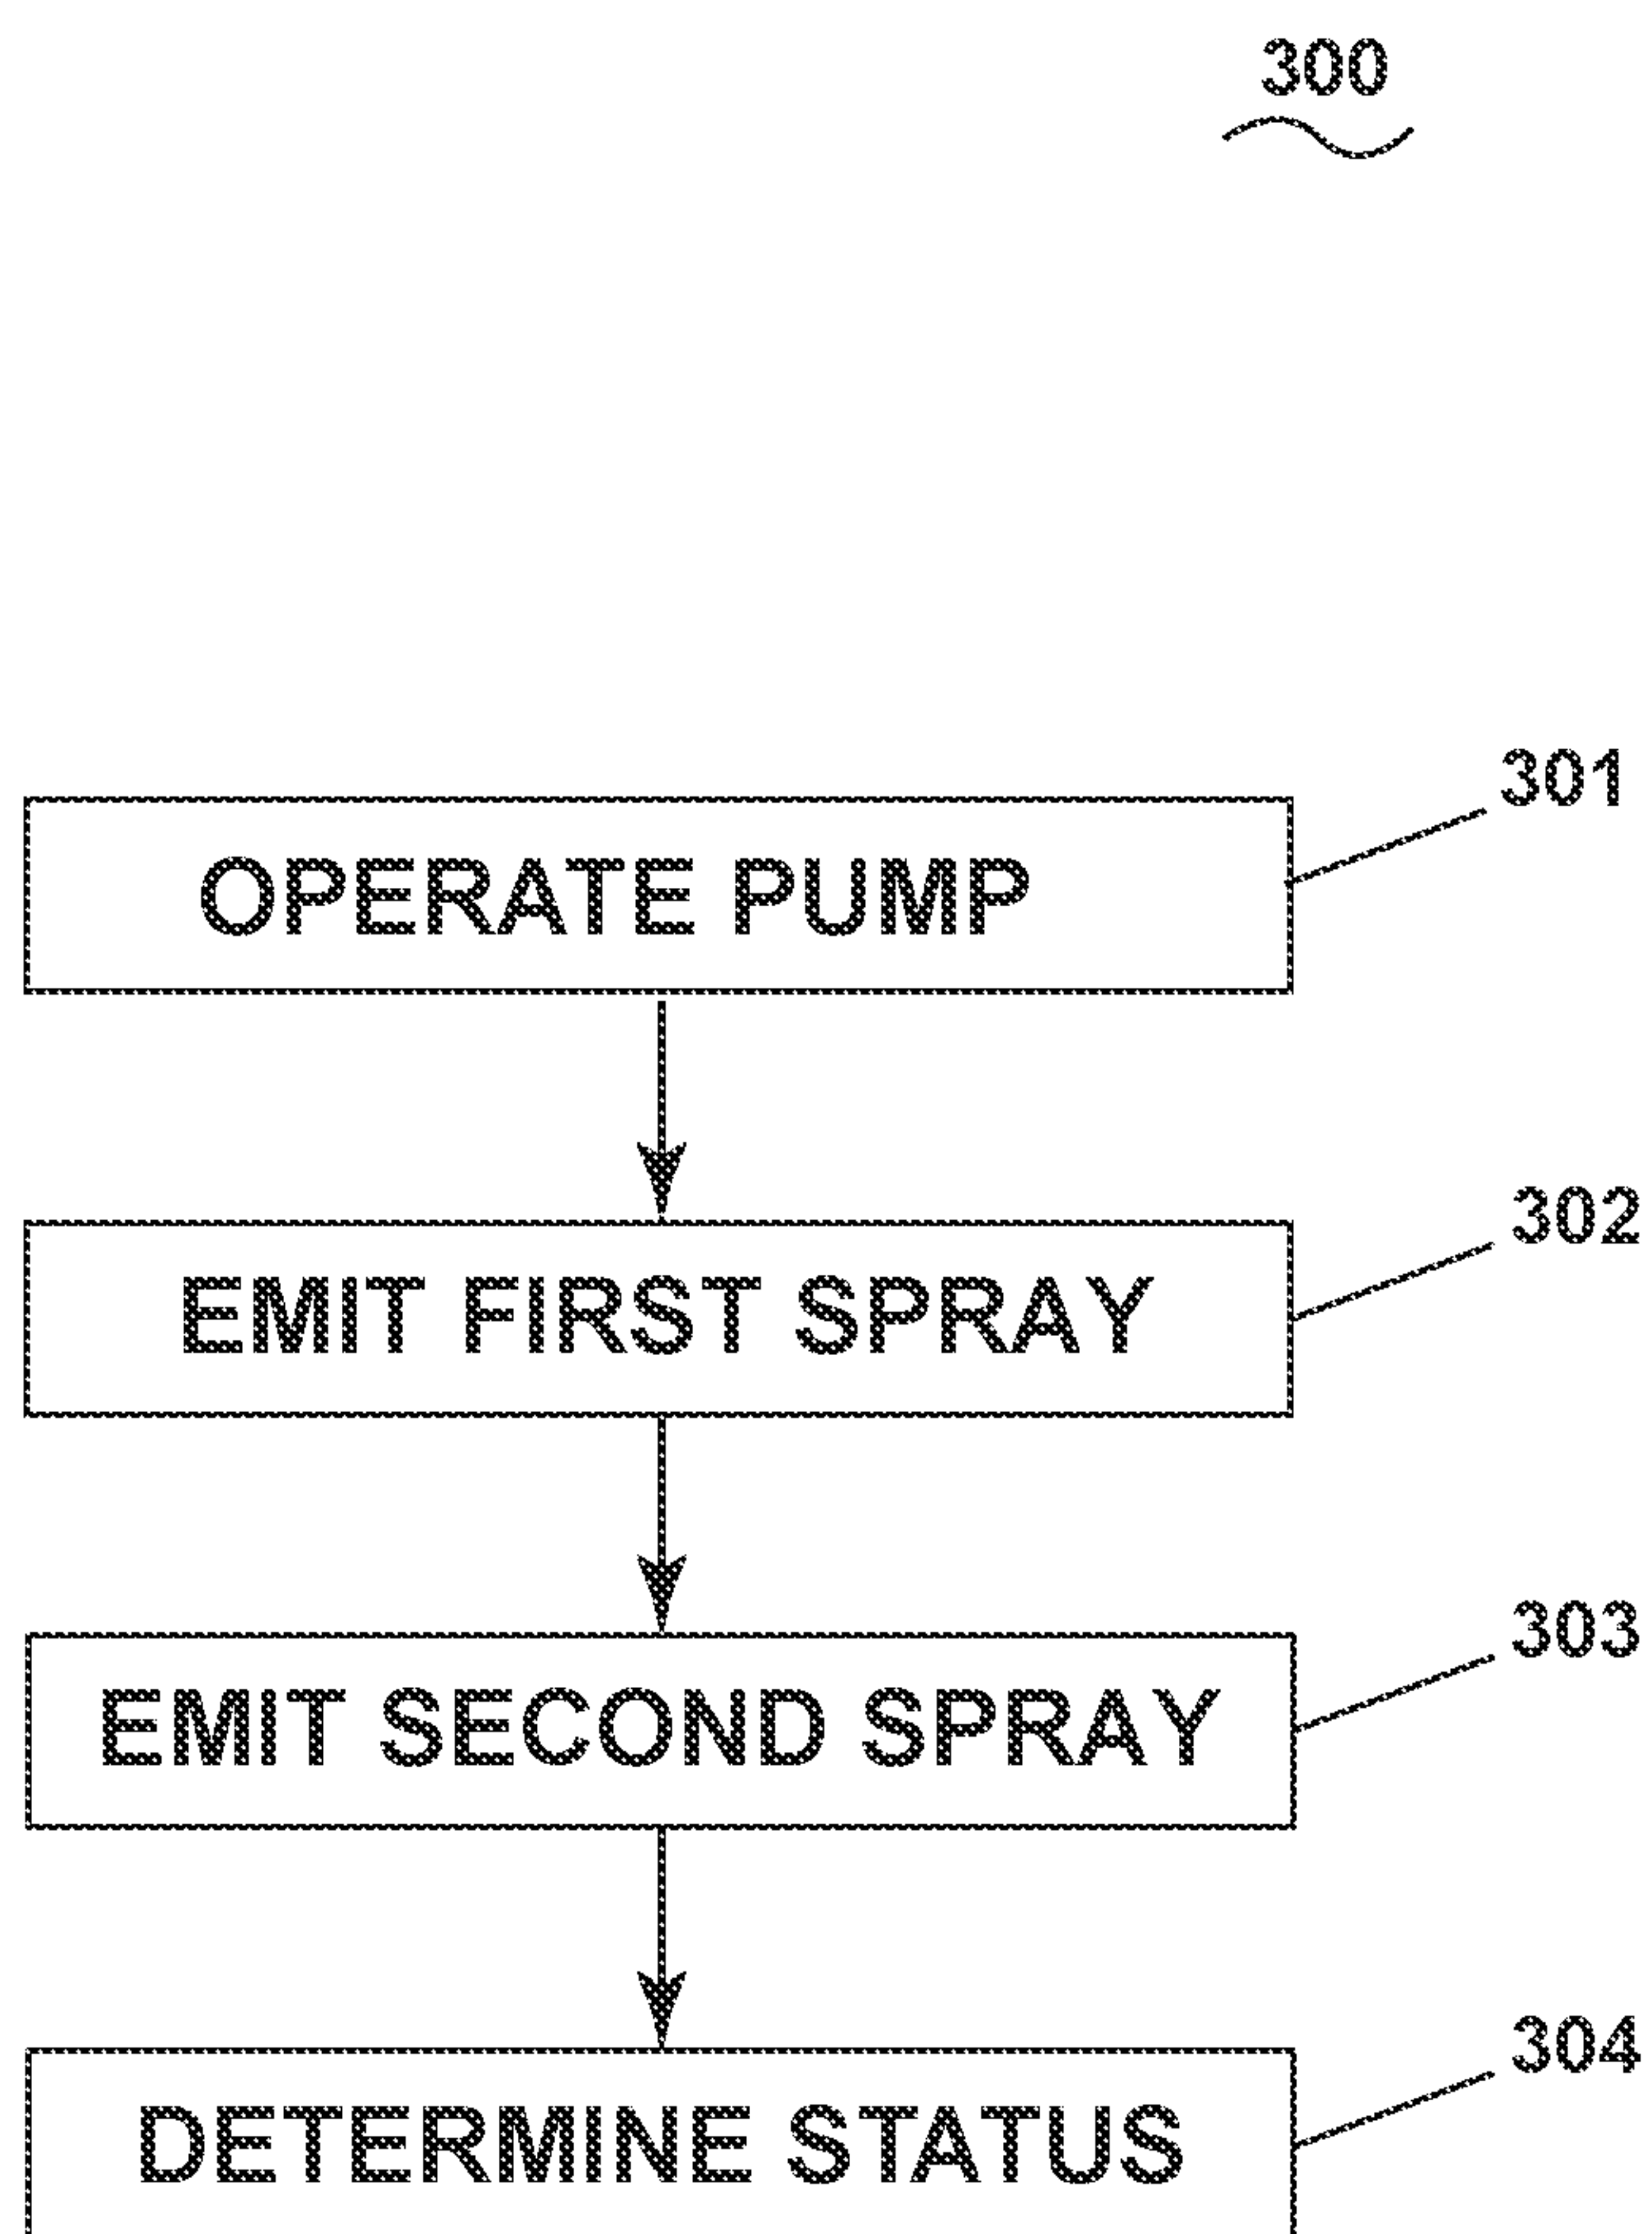 300
301
OPERATE PUMP
302
EMIT FIRST SPRAY
303
EMIT SECOND SPRAY
304
DETERMINE STATUS